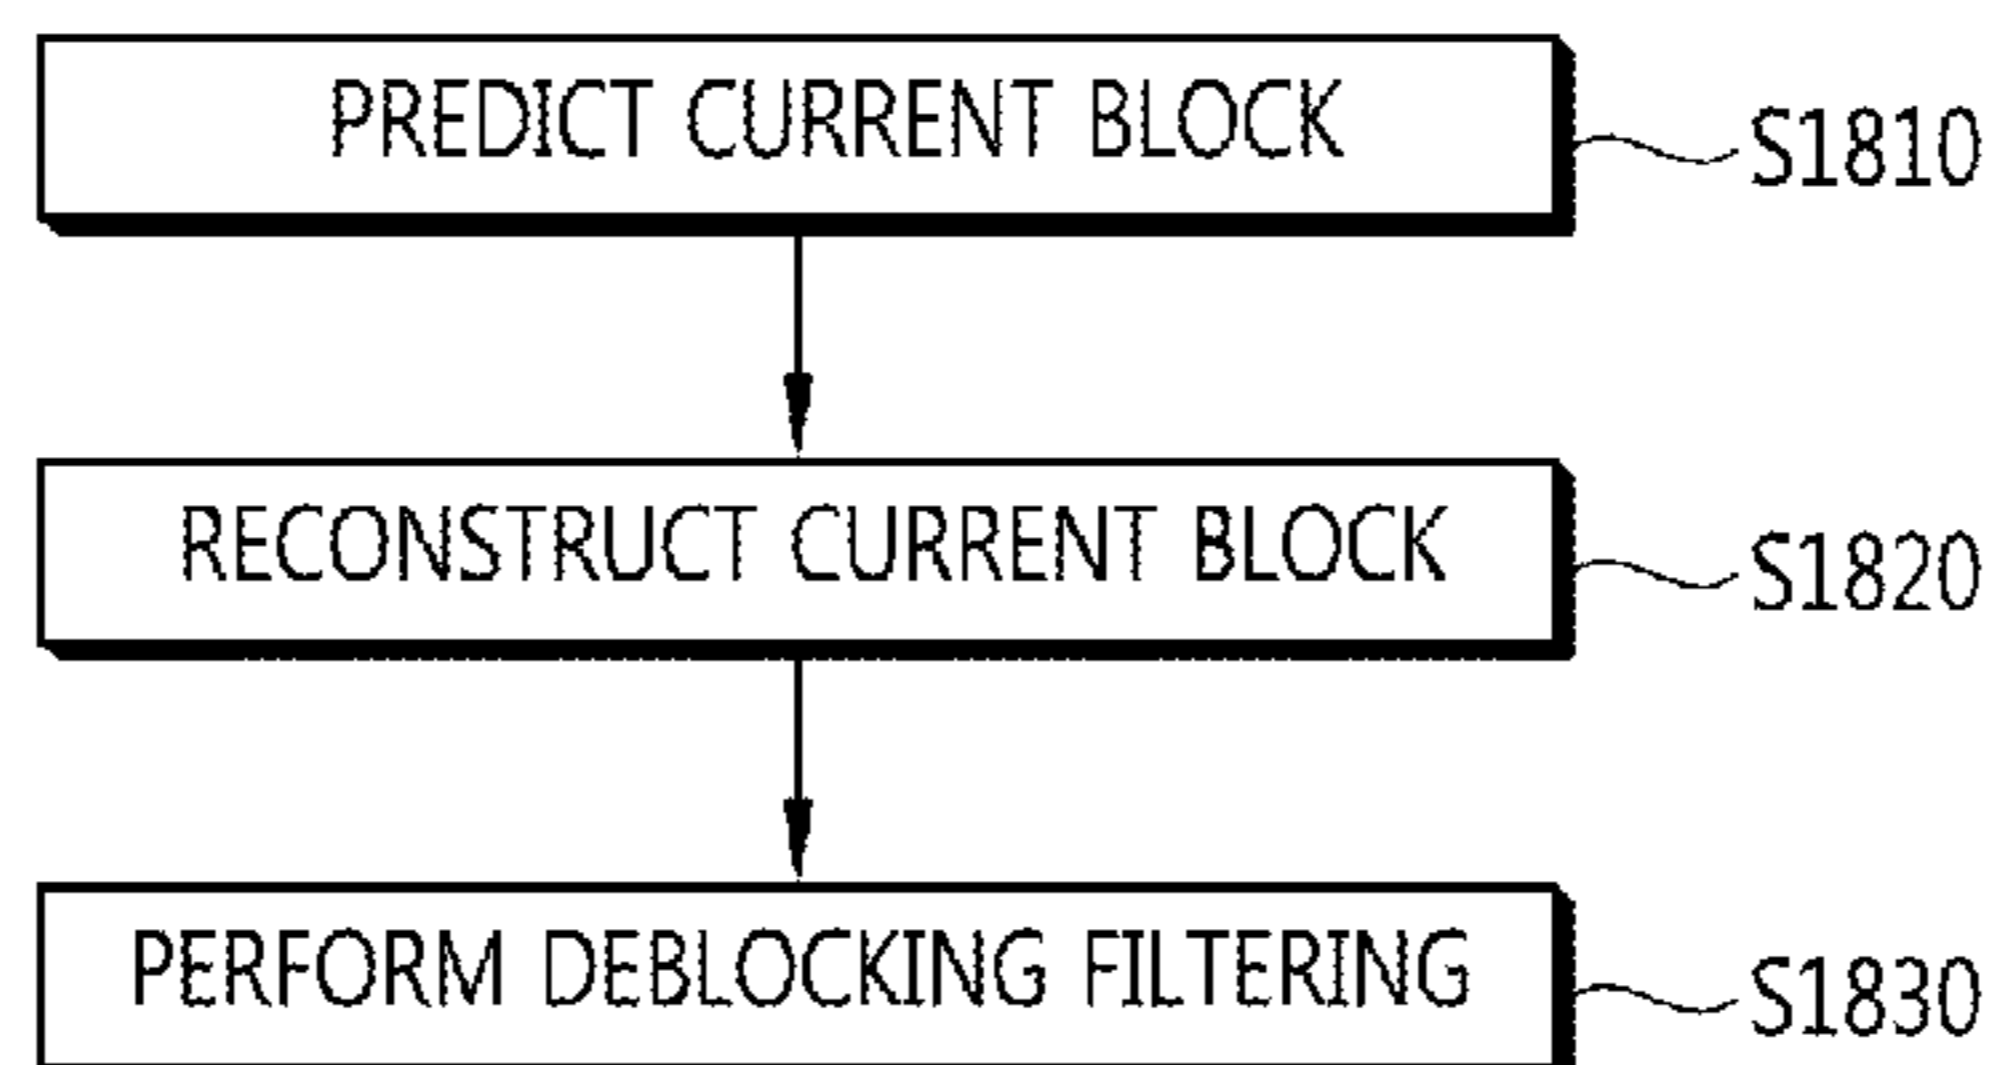 PREDICT CURRENT BLOCK
S1810
RECONSTRUCT CURRENT BLOCK
S1820
PERFORM DEBLOCKING FILTERING
S1830